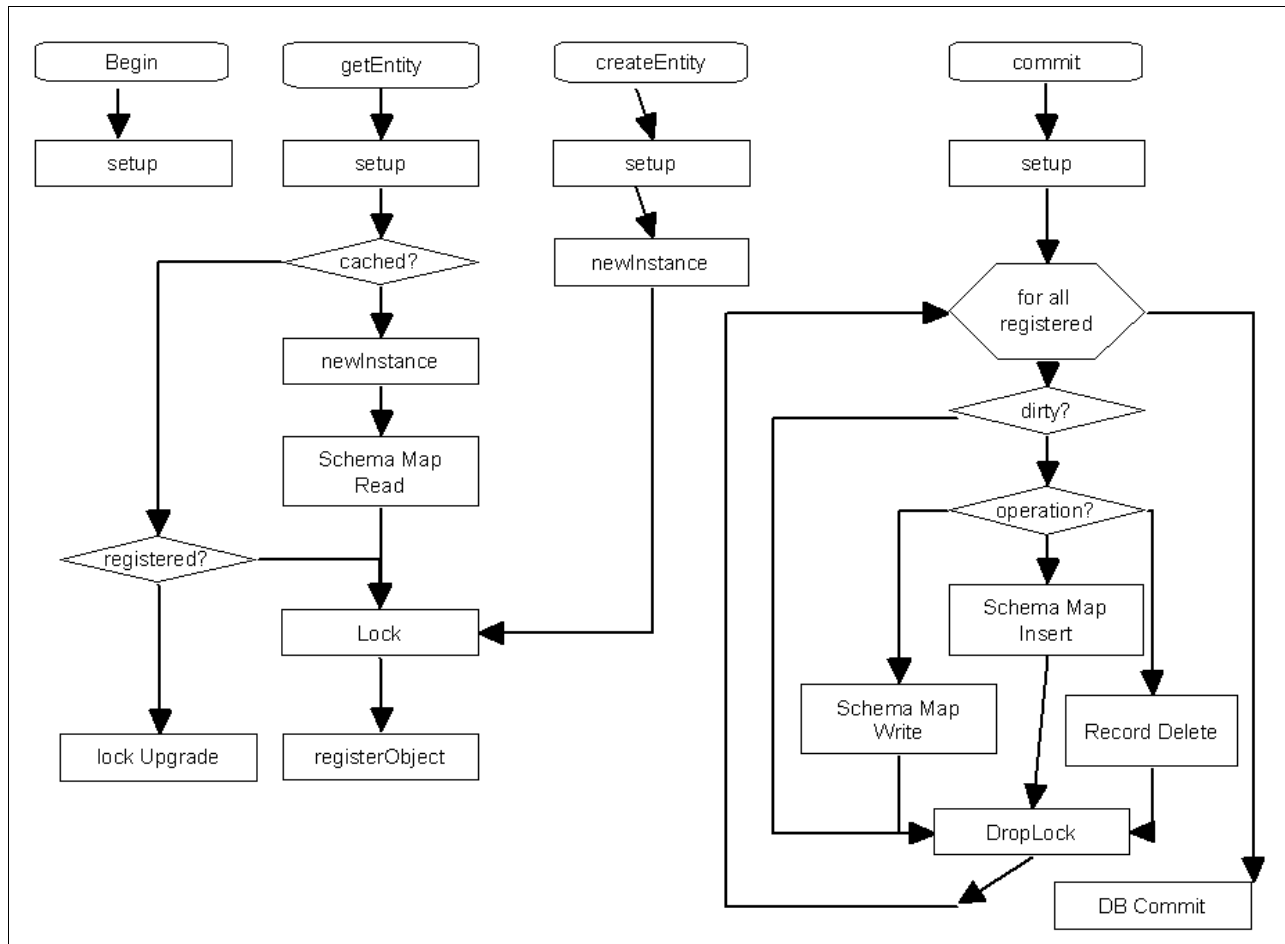 Begin
getEntity
createEntity
commit
setup
setup
setup
setup
cached?
newInstance
for all
registered
newInstance
dirty?
Schema Map
Read
operation?
registered?
Lock
Schema Map
Insert
Schema Map
Write
Record Delete
lock Upgrade
registerObject
DropLock
DB Commit